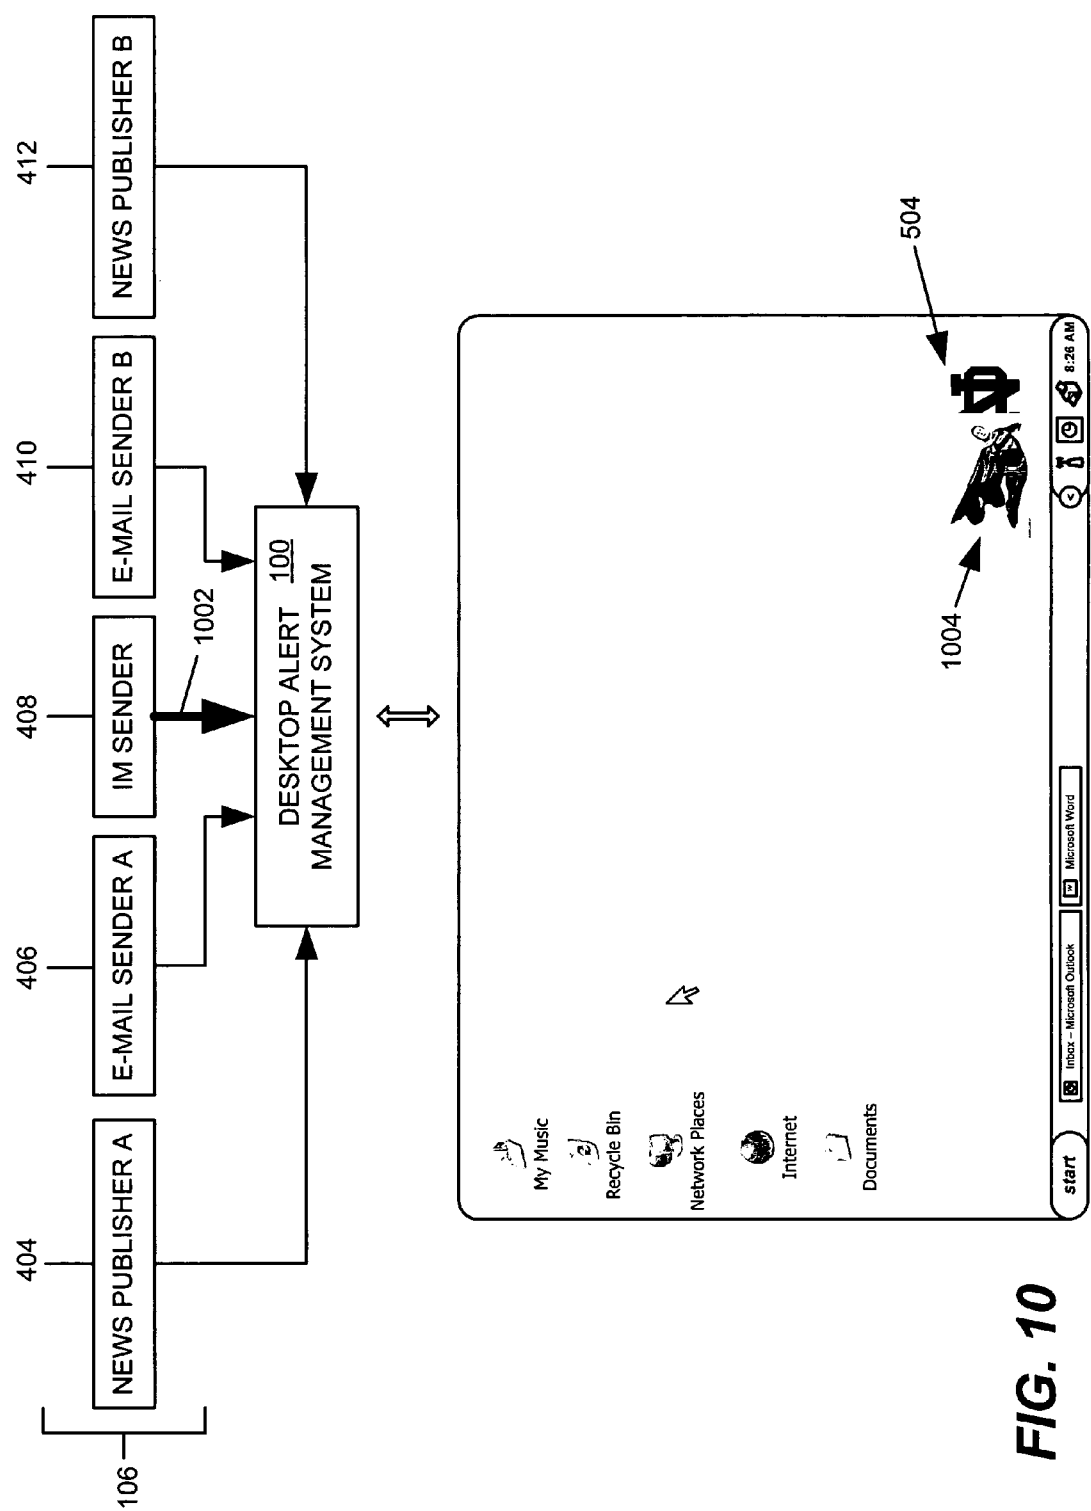 404
406
408
410
412
106
NEWS PUBLISHER A
E-MAIL SENDER A
IM SENDER
E-MAIL SENDER B
NEWS PUBLISHER B
1002
DESKTOP ALERT 100
MANAGEMENT SYSTEM
My Music
Recycle Bin
Network Places
Internet
Documents
504
1004
start
Inbox – Microsoft Outlook
Microsoft Word
8:26 AM
FIG. 10